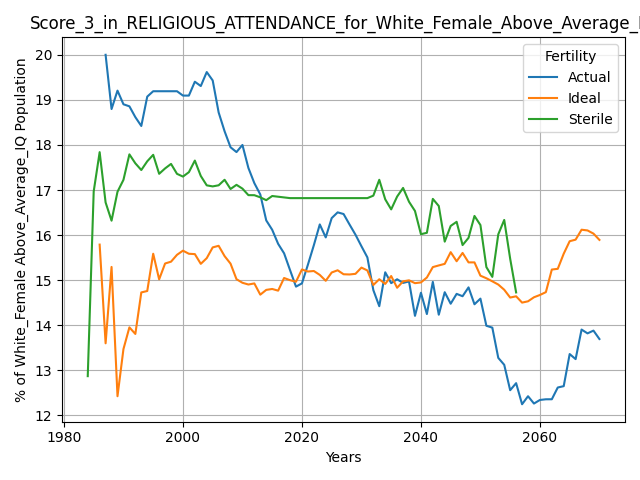 Score_3_in_RELIGIOUS_ATTENDANCE_for_White_Female_Above_Average_I
Fertility
Actual
Ideal
Sterile
% of White_Female Above_Average_IQ Population
20
19
18
17
16
15
14
13
12
1980 2000 2020 2040 2060
Years